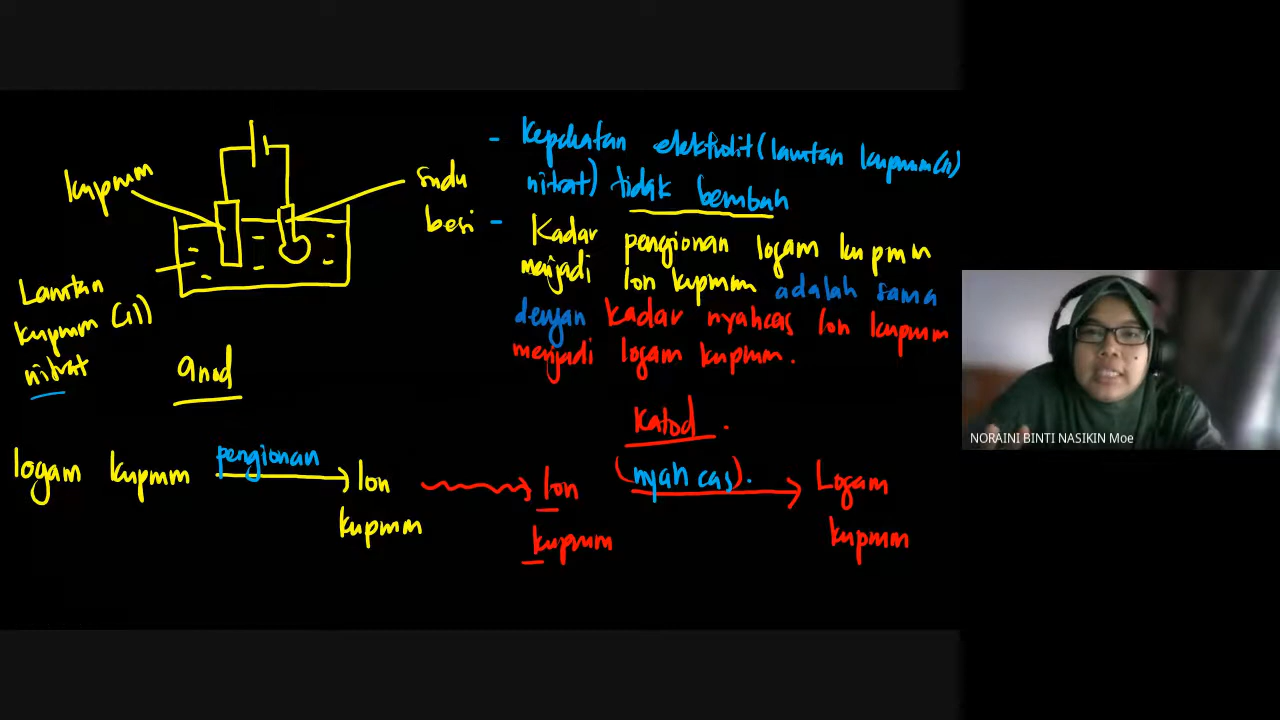 kuprum
sudu
besi
Larutan
kuprum (II)
nitrat
- Kepekatan elektrolit (larutan kuprum (II)
nitrat) tidak berubah
- Kadar pengionan logam kuprum
menjadi ion kuprum adalah sama
dengan kadar nyahcas ion kuprum
menjadi logam kuprum.
anod
logam kuprum pengionan Ion
kuprum
Katod.
Ion (nyahcas). Logam
kuprum kuprum
NORAINI BINTI NASIKIN Moe